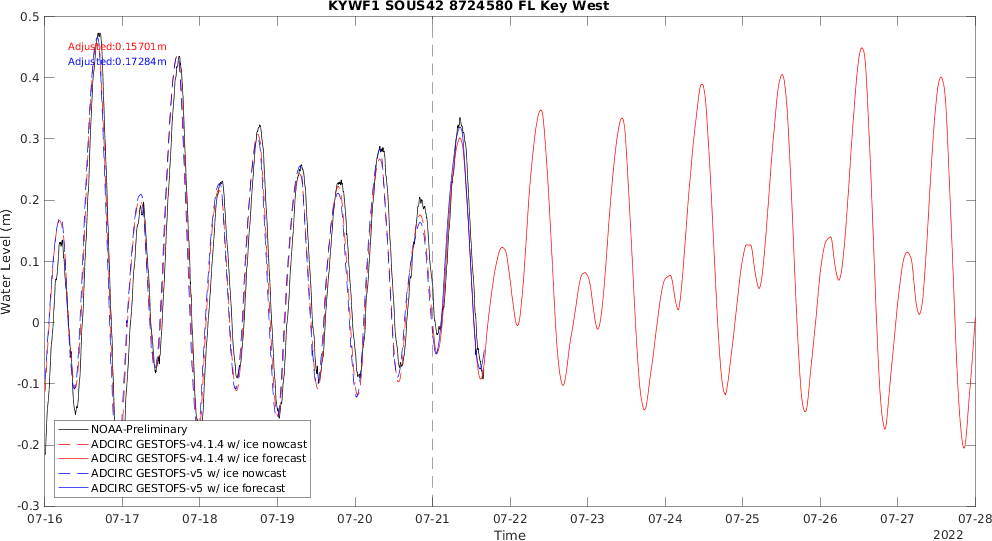 KYWF1 SOUS42 8724580 FL Key West
0.5
0.4
0.3
0.2
0.1
0
-0.1
-0.2
-0.3
Water Level (m)
Adjusted:0.15701m
Adjusted:0.17284m
NOAA-Preliminary
ADCIRC GESTOFS-v4.1.4 w/ ice nowcast
ADCIRC GESTOFS-v4.1.4 w/ ice forecast
ADCIRC GESTOFS-v5 w/ ice nowcast
ADCIRC GESTOFS-v5 w/ ice forecast
07-16 07-17 07-18 07-19 07-20 07-21 07-22 07-23 07-24 07-25 07-26 07-27 07-28
Time
2022